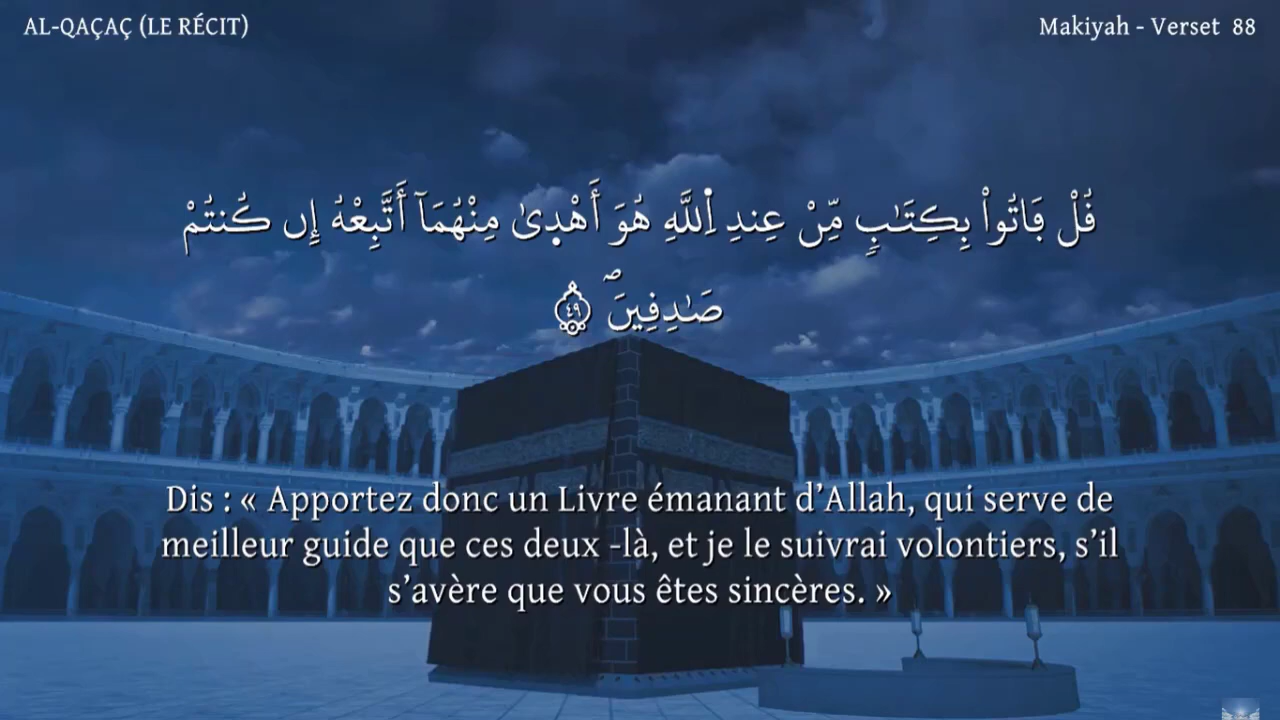 AL-QAÇAÇ (LE RÉCIT)
Makiyah - Verset 88
قُلْ فَاتُواْ بِكِتَٰبٖ مِّنْ عِندِ اِ۬للَّهِ هُوَ أَهْد۪ىٰ مِنْهُمَآ أَتَّبِعْهُ إِن كُنتُمْ
صَٰدِقِينَۖ ٤٩
Dis : « Apportez donc un Livre émanant d’Allah, qui serve de
meilleur guide que ces deux -là, et je le suivrai volontiers, s’il
s’avère que vous êtes sincères. »